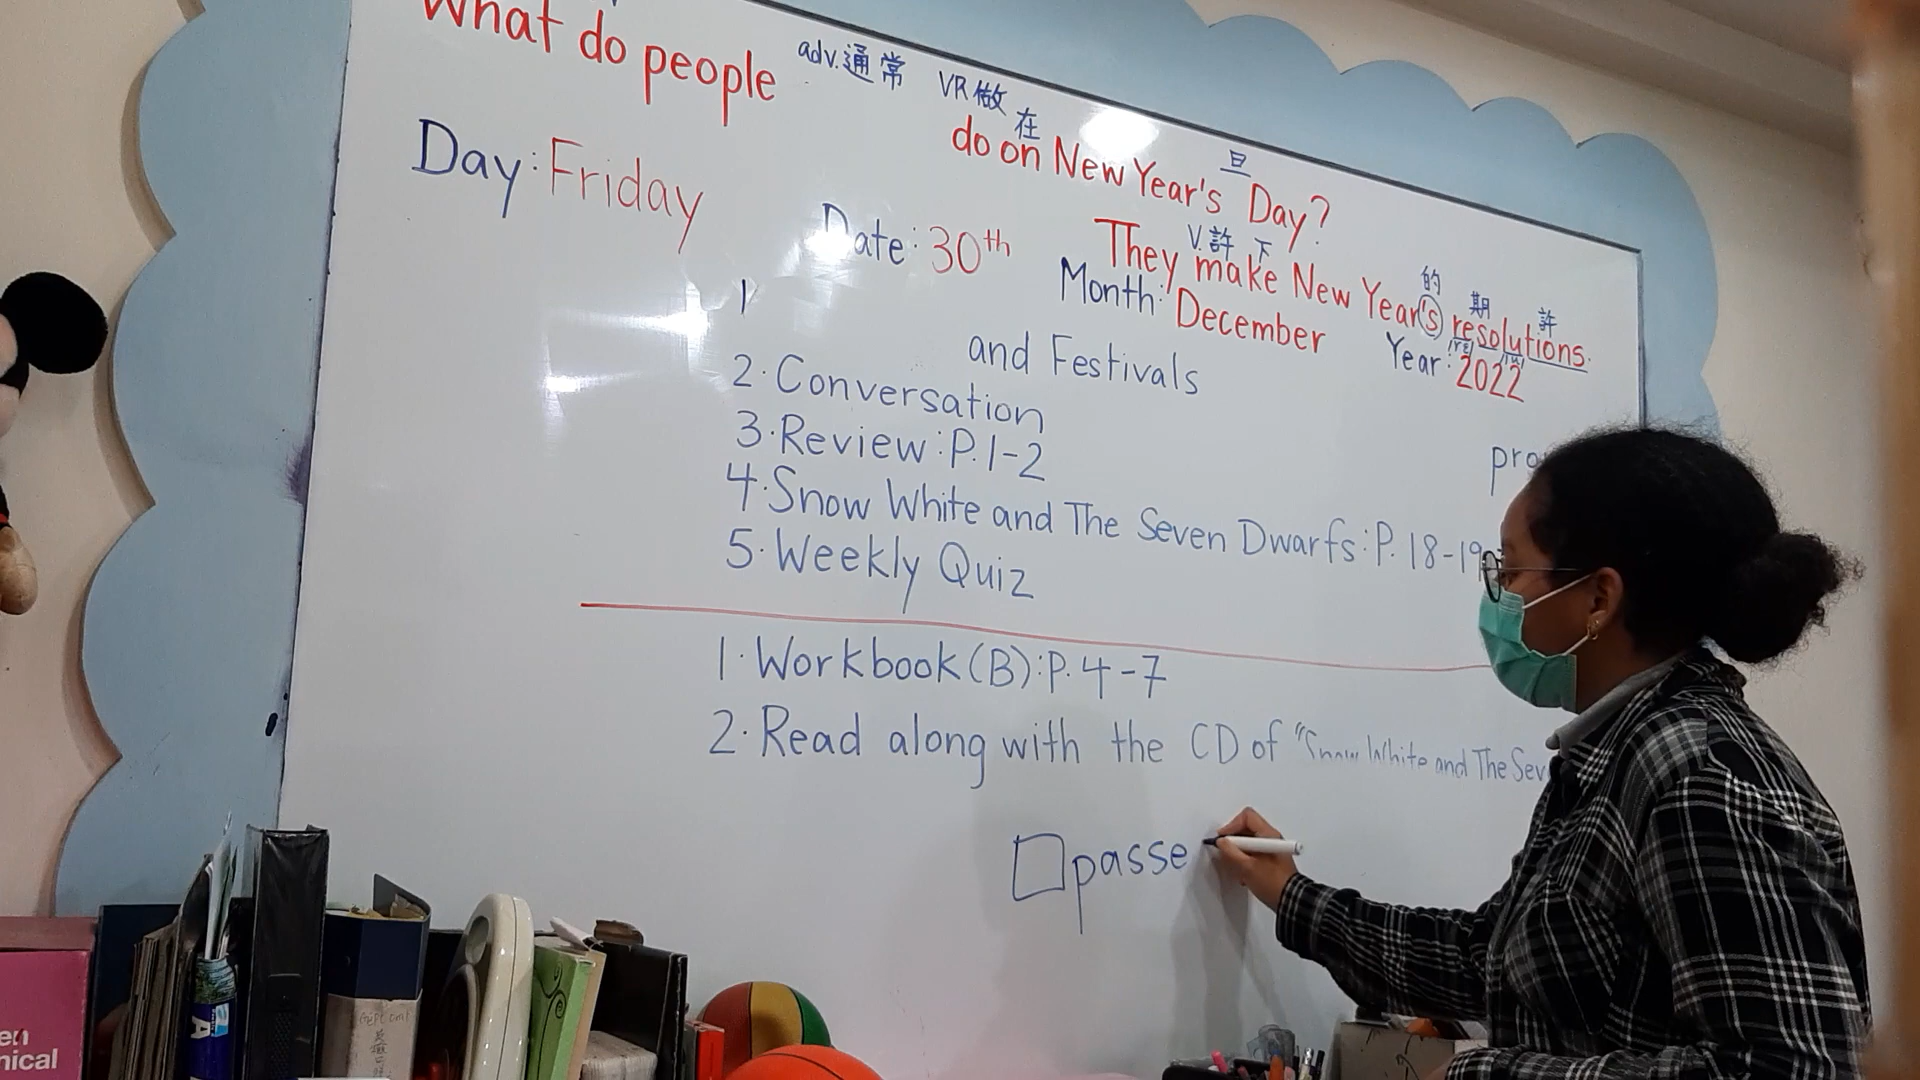 What do people
adv.通常 VR做
在
do on New Year's Day?
旦
They make New Year's resolutions.
V.許下
的 期 許
Day: Friday
Date: 30th
Month: December
Year: 2022
/re/ /lu/
1
and Festivals
2. Conversation
3. Review: P. 1-2
4. Snow White and The Seven Dwarfs: P. 18-19
5. Weekly Quiz
1. Workbook (B): P. 4-7
2. Read along with the CD of "Snow White and The Sev
passe